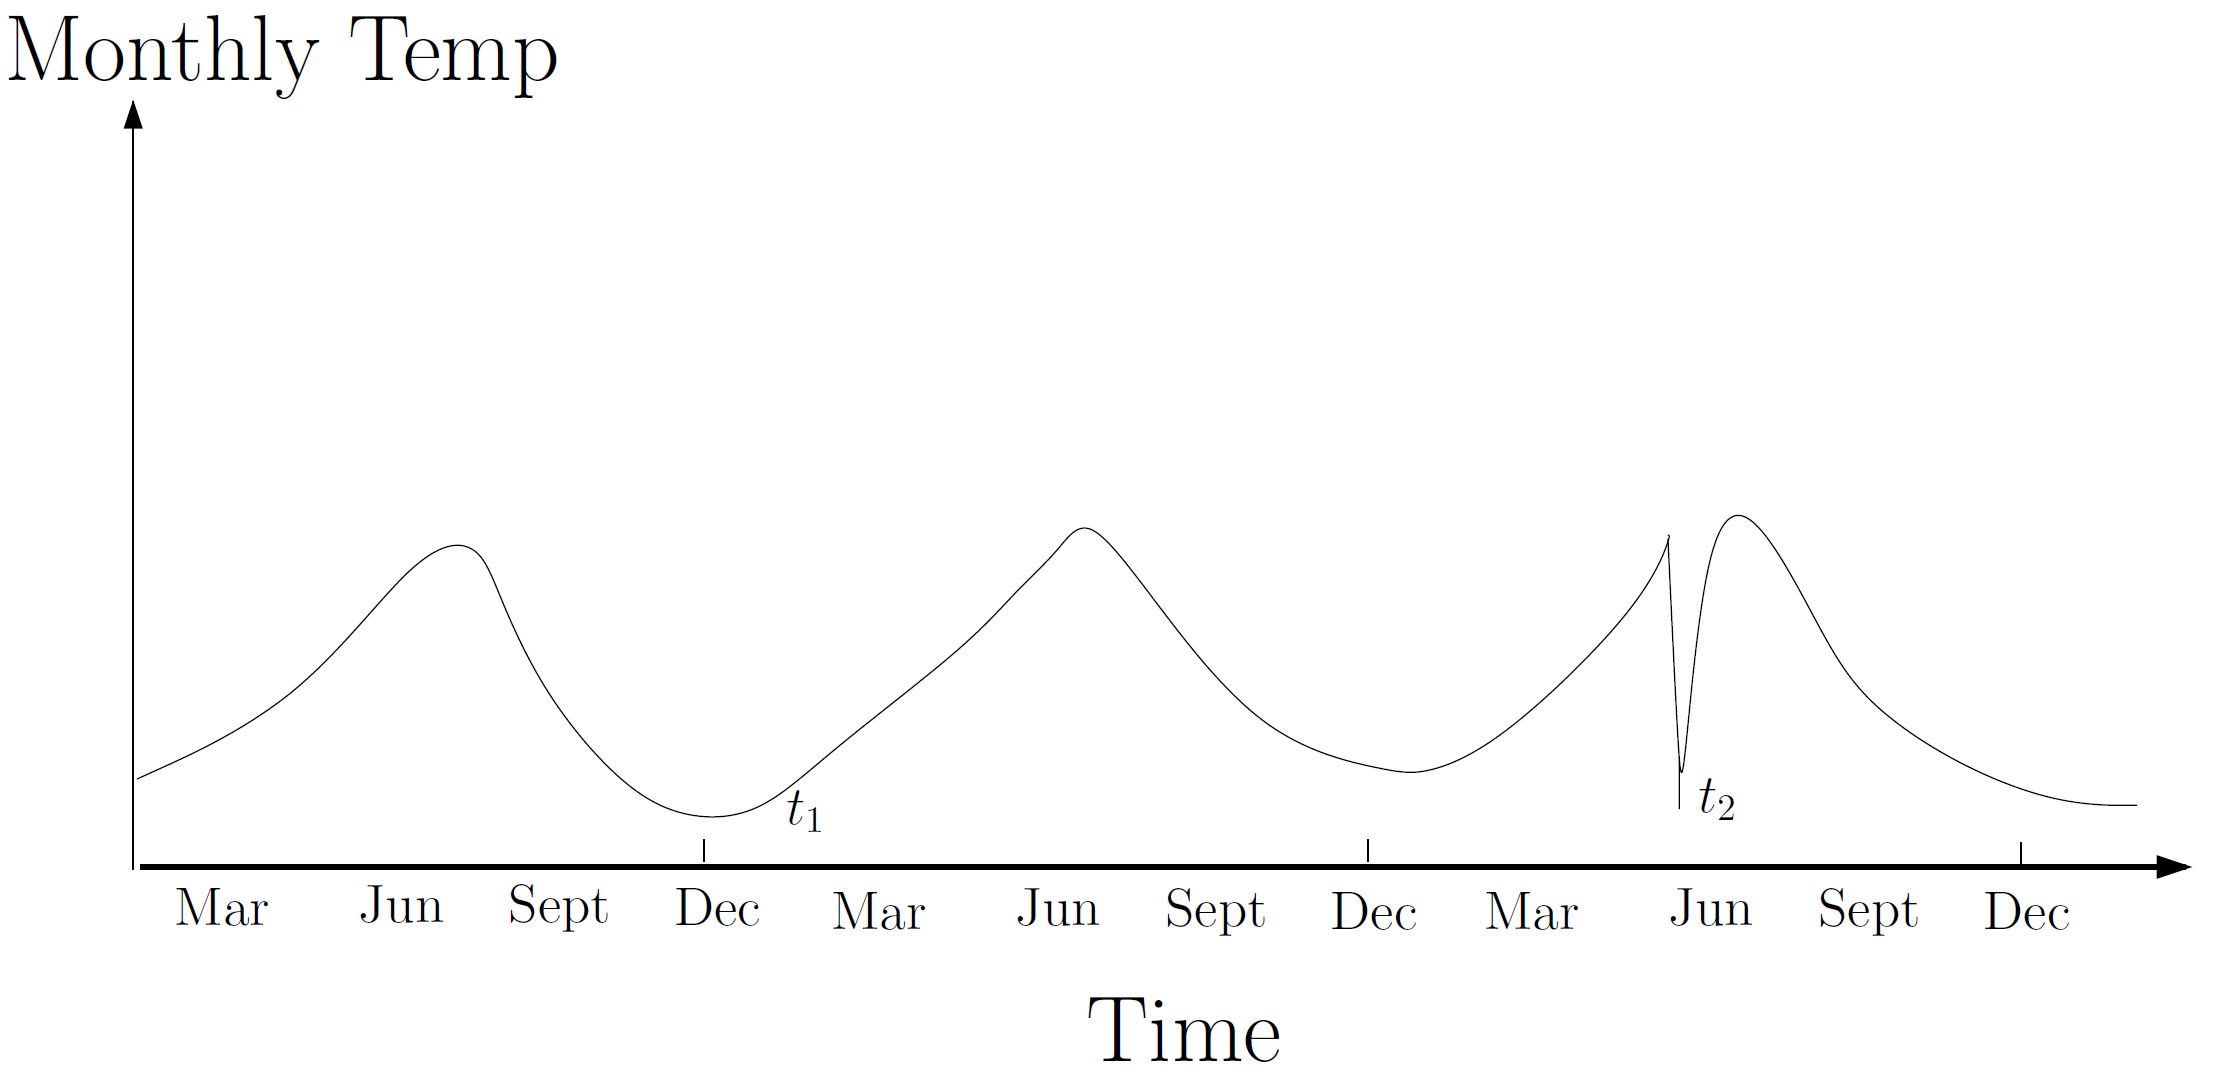 Monthly Temp
t₁
t₂
Mar Jun Sept Dec Mar Jun Sept Dec Mar Jun Sept Dec
Time